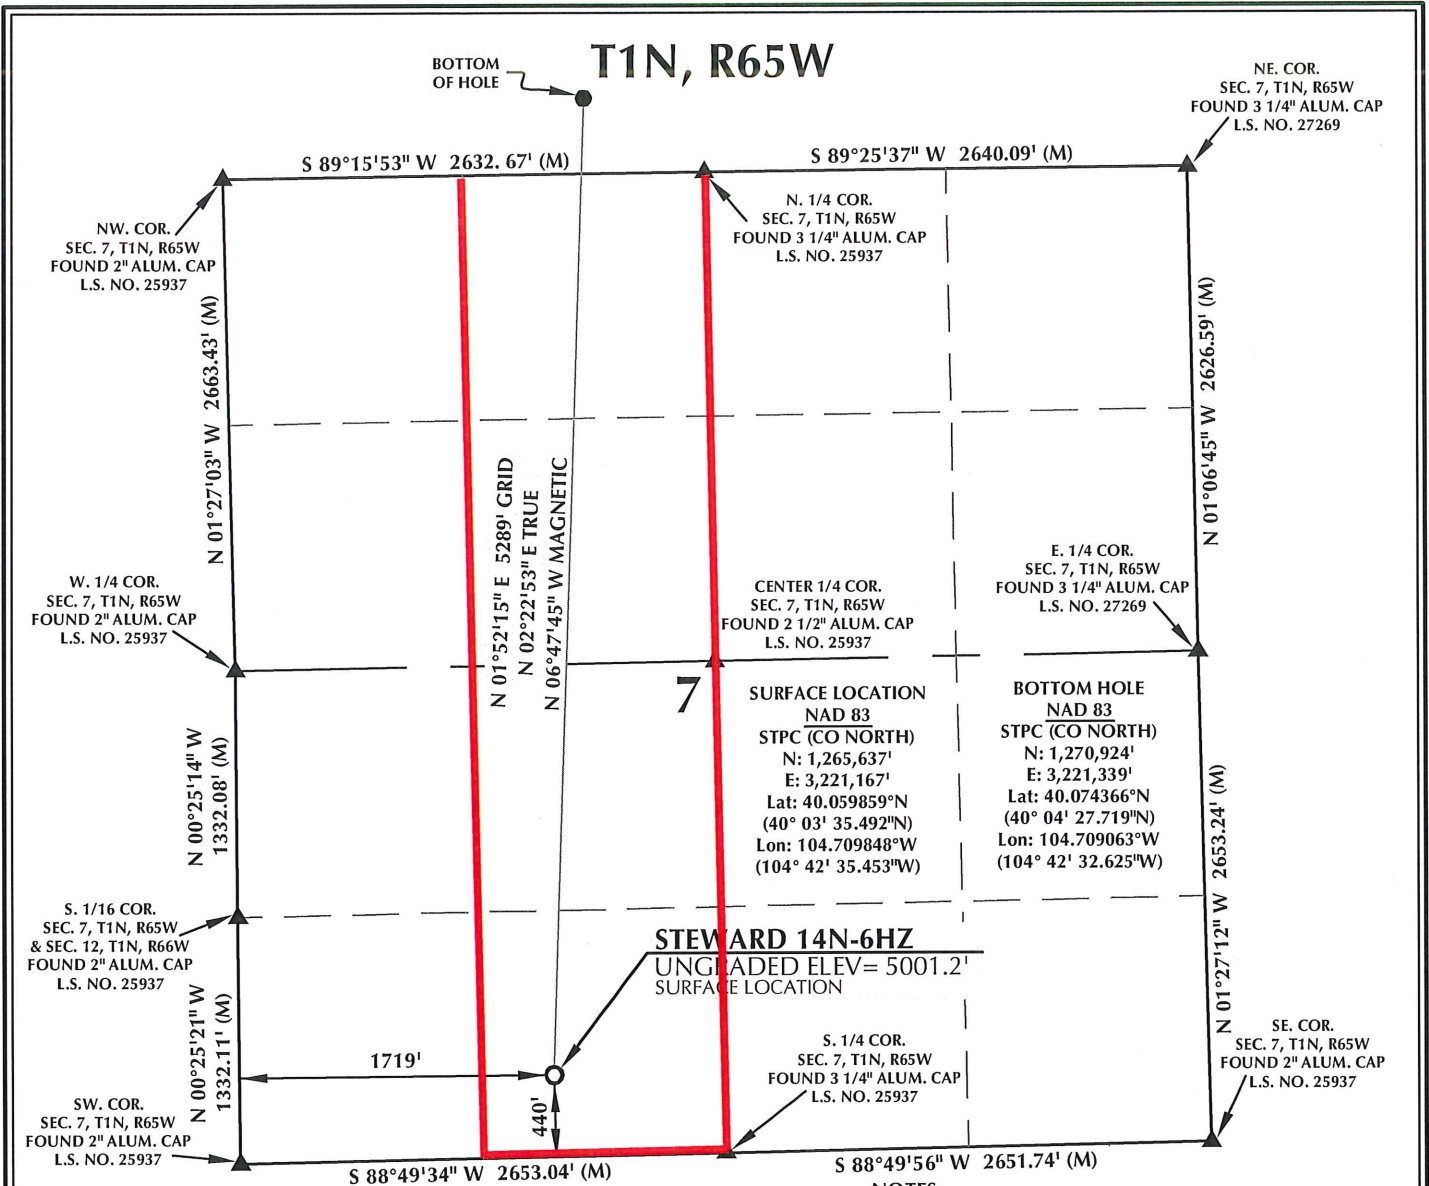 T1N, R65W
BOTTOM
OF HOLE
NE. COR.
SEC. 7, T1N, R65W
FOUND 3 1/4" ALUM. CAP
L.S. NO. 27269
S 89°15'53" W 2632. 67' (M)
S 89°25'37" W 2640.09' (M)
NW. COR.
SEC. 7, T1N, R65W
FOUND 2" ALUM. CAP
L.S. NO. 25937
N. 1/4 COR.
SEC. 7, T1N, R65W
FOUND 3 1/4" ALUM. CAP
L.S. NO. 25937
N 01°27'03" W 2663.43' (M)
N 01°06'45" W 2626.59' (M)
N 01°52'15" E 5289' GRID
N 02°22'53" E TRUE
N 06°47'45" W MAGNETIC
W. 1/4 COR.
SEC. 7, T1N, R65W
FOUND 2" ALUM. CAP
L.S. NO. 25937
CENTER 1/4 COR.
SEC. 7, T1N, R65W
FOUND 2 1/2" ALUM. CAP
L.S. NO. 25937
E. 1/4 COR.
SEC. 7, T1N, R65W
FOUND 3 1/4" ALUM. CAP
L.S. NO. 27269
7
SURFACE LOCATION
NAD 83
STPC (CO NORTH)
N: 1,265,637'
E: 3,221,167'
Lat: 40.059859°N
(40° 03' 35.492"N)
Lon: 104.709848°W
(104° 42' 35.453"W)
BOTTOM HOLE
NAD 83
STPC (CO NORTH)
N: 1,270,924'
E: 3,221,339'
Lat: 40.074366°N
(40° 04' 27.719"N)
Lon: 104.709063°W
(104° 42' 32.625"W)
N 00°25'14" W
1332.08' (M)
N 01°27'12" W 2653.24' (M)
S. 1/16 COR.
SEC. 7, T1N, R65W
& SEC. 12, T1N, R66W
FOUND 2" ALUM. CAP
L.S. NO. 25937
STEWARD 14N-6HZ
UNGRADED ELEV= 5001.2'
SURFACE LOCATION
N 00°25'21" W
1332.11' (M)
1719'
440'
S. 1/4 COR.
SEC. 7, T1N, R65W
FOUND 3 1/4" ALUM. CAP
L.S. NO. 25937
SE. COR.
SEC. 7, T1N, R65W
FOUND 2" ALUM. CAP
L.S. NO. 25937
SW. COR.
SEC. 7, T1N, R65W
FOUND 2" ALUM. CAP
L.S. NO. 25937
S 88°49'34" W 2653.04' (M)
S 88°49'56" W 2651.74' (M)
NOTES